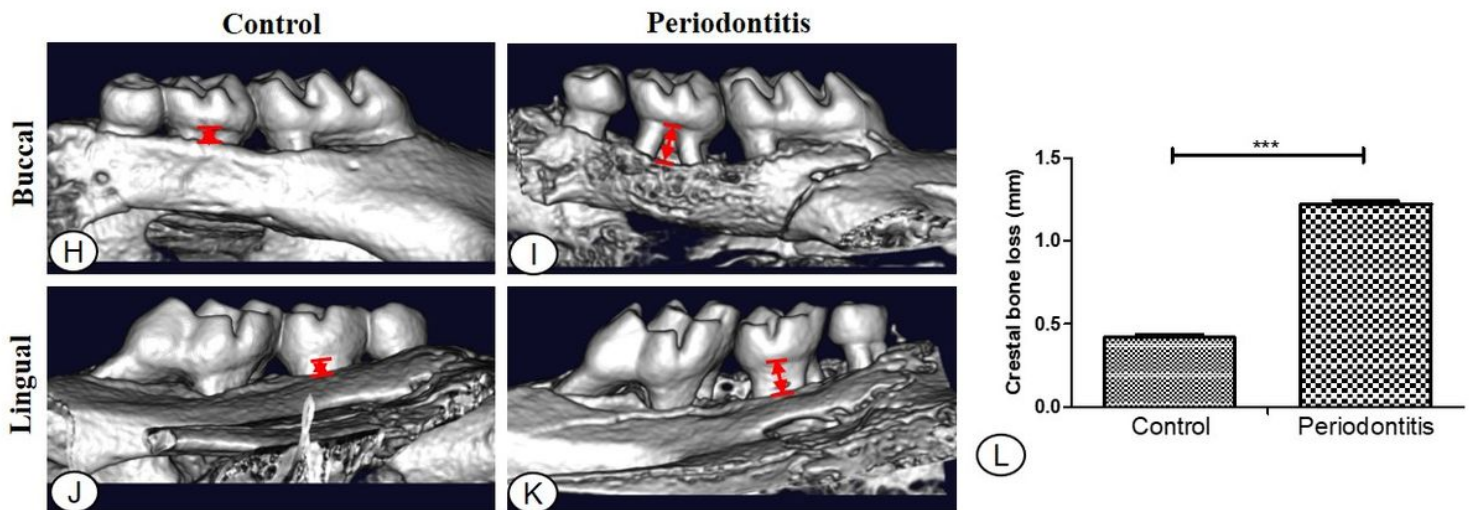 Control
Periodontitis
Buccal
H
I
Lingual
J
K
Crestal bone loss (mm)
1.5
1.0
0.5
0.0
***
Control
Periodontitis
L